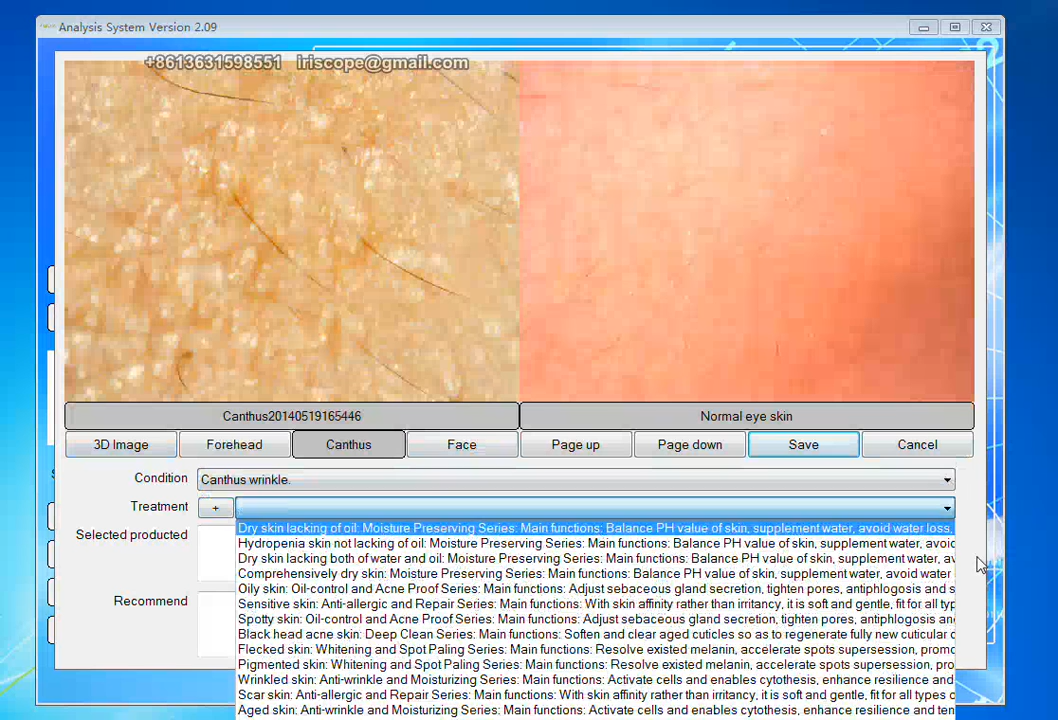 Analysis System Version 2.09
+8613631598551 Iriscope@gmail.com
Canthus20140519165446
Normal eye skin
3D Image
Forehead
Canthus
Face
Page up
Page down
Save
Cancel
Condition
Canthus wrinkle.
Treatment
+
Selected producted
Recommend
Dry skin lacking of oil: Moisture Preserving Series: Main functions: Balance PH value of skin, supplement water, avoid water loss,
Hydropenia skin not lacking of oil: Moisture Preserving Series: Main functions: Balance PH value of skin, supplement water, avoid
Dry skin lacking both of water and oil: Moisture Preserving Series: Main functions: Balance PH value of skin, supplement water, av
Comprehensively dry skin: Moisture Preserving Series: Main functions: Balance PH value of skin, supplement water, avoid water
Oily skin: Oil-control and Acne Proof Series: Main functions: Adjust sebaceous gland secretion, tighten pores, antiphlogosis and s
Sensitive skin: Anti-allergic and Repair Series: Main functions: With skin affinity rather than irritancy, it is soft and gentle, fit for all typ
Spotty skin: Oil-control and Acne Proof Series: Main functions: Adjust sebaceous gland secretion, tighten pores, antiphlogosis an
Black head acne skin: Deep Clean Series: Main functions: Soften and clear aged cuticles so as to regenerate fully new cuticular c
Flecked skin: Whitening and Spot Paling Series: Main functions: Resolve existed melanin, accelerate spots supersession, promo
Pigmented skin: Whitening and Spot Paling Series: Main functions: Resolve existed melanin, accelerate spots supersession, pro
Wrinkled skin: Anti-wrinkle and Moisturizing Series: Main functions: Activate cells and enables cytothesis, enhance resilience and
Scar skin: Anti-allergic and Repair Series: Main functions: With skin affinity rather than irritancy, it is soft and gentle, fit for all types c
Aged skin: Anti-wrinkle and Moisturizing Series: Main functions: Activate cells and enables cytothesis, enhance resilience and ten